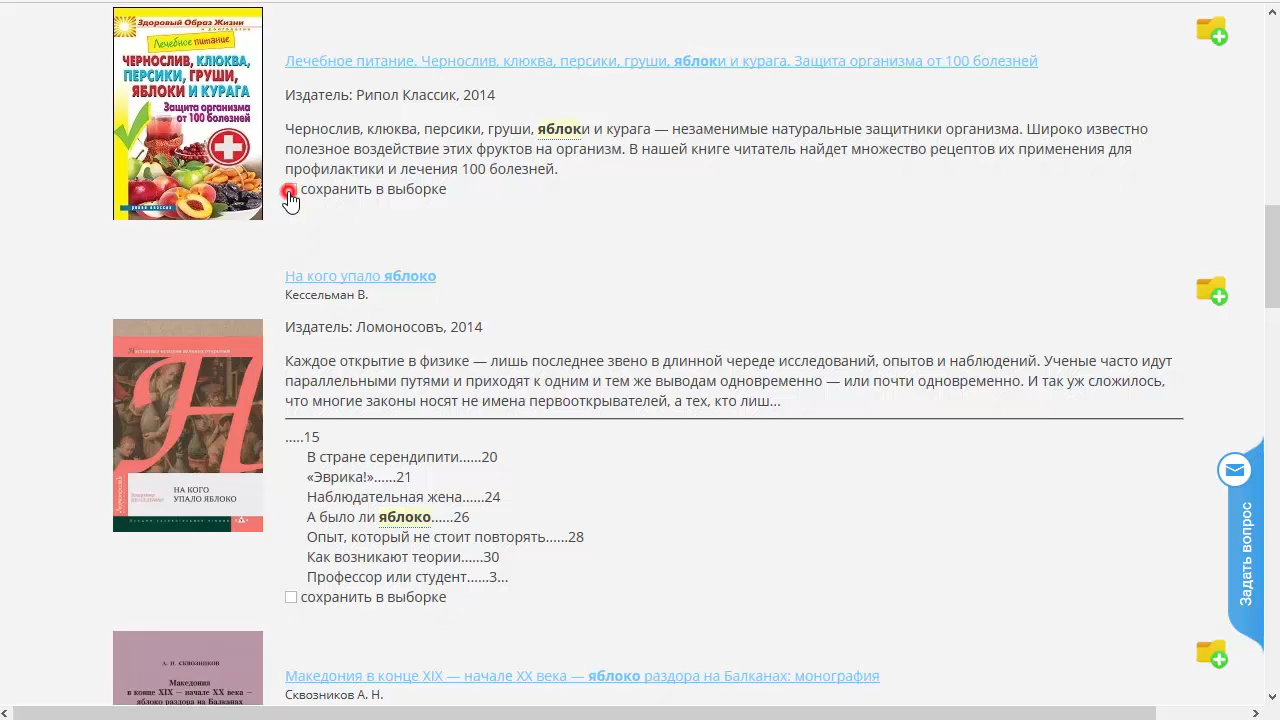 Здоровый Образ Жизни
и долголетие
Лечебное питание
ЧЕРНОСЛИВ, КЛЮКВА,
ПЕРСИКИ, ГРУШИ,
ЯБЛОКИ И КУРАГА
Защита организма
от 100 болезней
рипол классик
Лечебное питание. Чернослив, клюква, персики, груши, яблоки и курага. Защита организма от 100 болезней
Издатель: Рипол Классик, 2014
Чернослив, клюква, персики, груши, яблоки и курага — незаменимые натуральные защитники организма. Широко известно
полезное воздействие этих фруктов на организм. В нашей книге читатель найдет множество рецептов их применения для
профилактики и лечения 100 болезней.
сохранить в выборке
На кого упало яблоко
Кессельман В.
Издатель: Ломоносовъ, 2014
Каждое открытие в физике — лишь последнее звено в длинной череде исследований, опытов и наблюдений. Ученые часто идут
параллельными путями и приходят к одним и тем же выводам одновременно — или почти одновременно. И так уж сложилось,
что многие законы носят не имена первооткрывателей, а тех, кто лиш...
.....15
В стране серендипити......20
«Эврика!»......21
Наблюдательная жена......24
А было ли яблоко......26
Опыт, который не стоит повторять......28
Как возникают теории......30
Профессор или студент......3...
сохранить в выборке
Н
НА КОГО
УПАЛО ЯБЛОКО
Македония в конце XIX — начале XX века — яблоко раздора на Балканах: монография
Сквозников А. Н.
А. Н. СКВОЗНИКОВ
Македония
в конце XIX — начале XX века —
яблоко раздора на Балканах
Задать вопрос